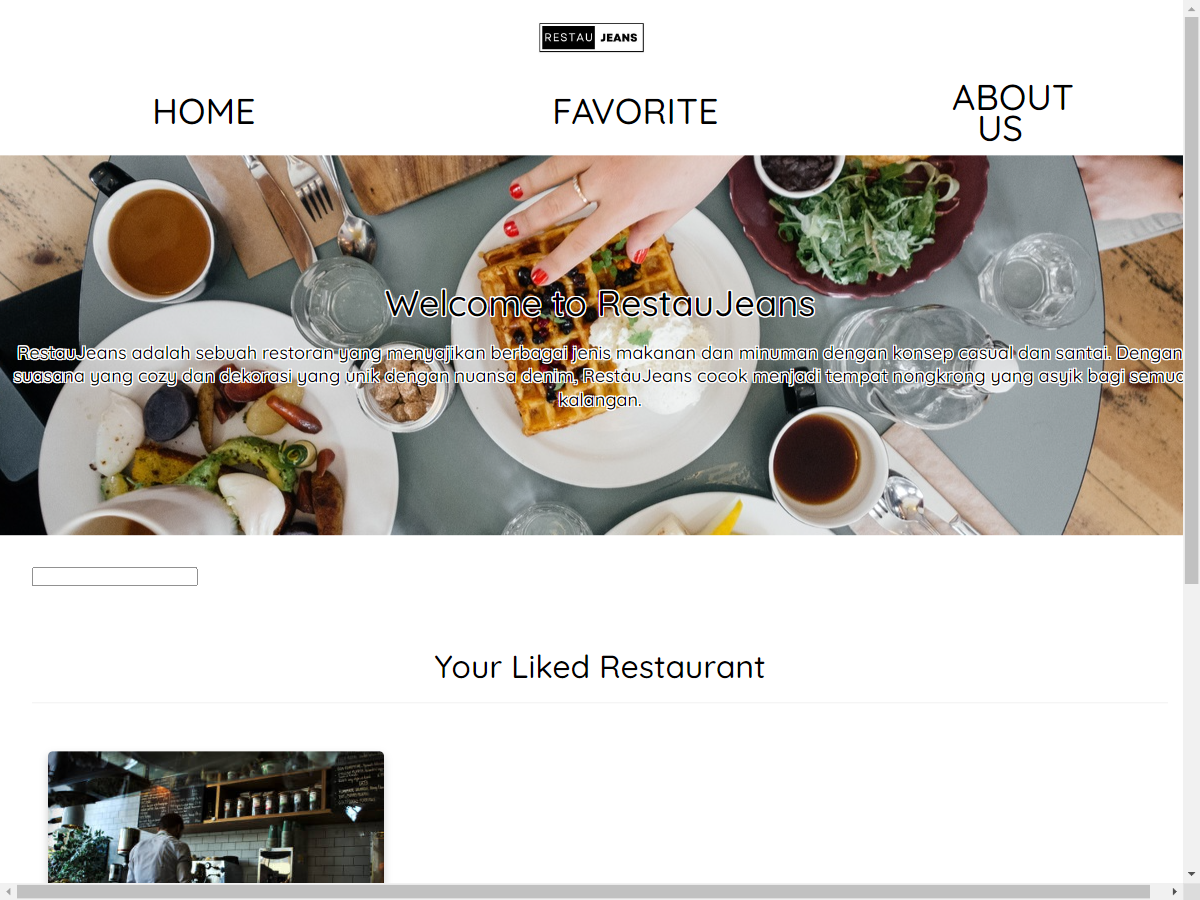 RESTAU JEANS
HOME
FAVORITE
ABOUT
US
Welcome to RestauJeans
RestauJeans adalah sebuah restoran yang menyajikan berbagai jenis makanan dan minuman dengan konsep casual dan santai. Dengan
suasana yang cozy dan dekorasi yang unik dengan nuansa denim, RestauJeans cocok menjadi tempat nongkrong yang asyik bagi semua
kalangan.
Your Liked Restaurant